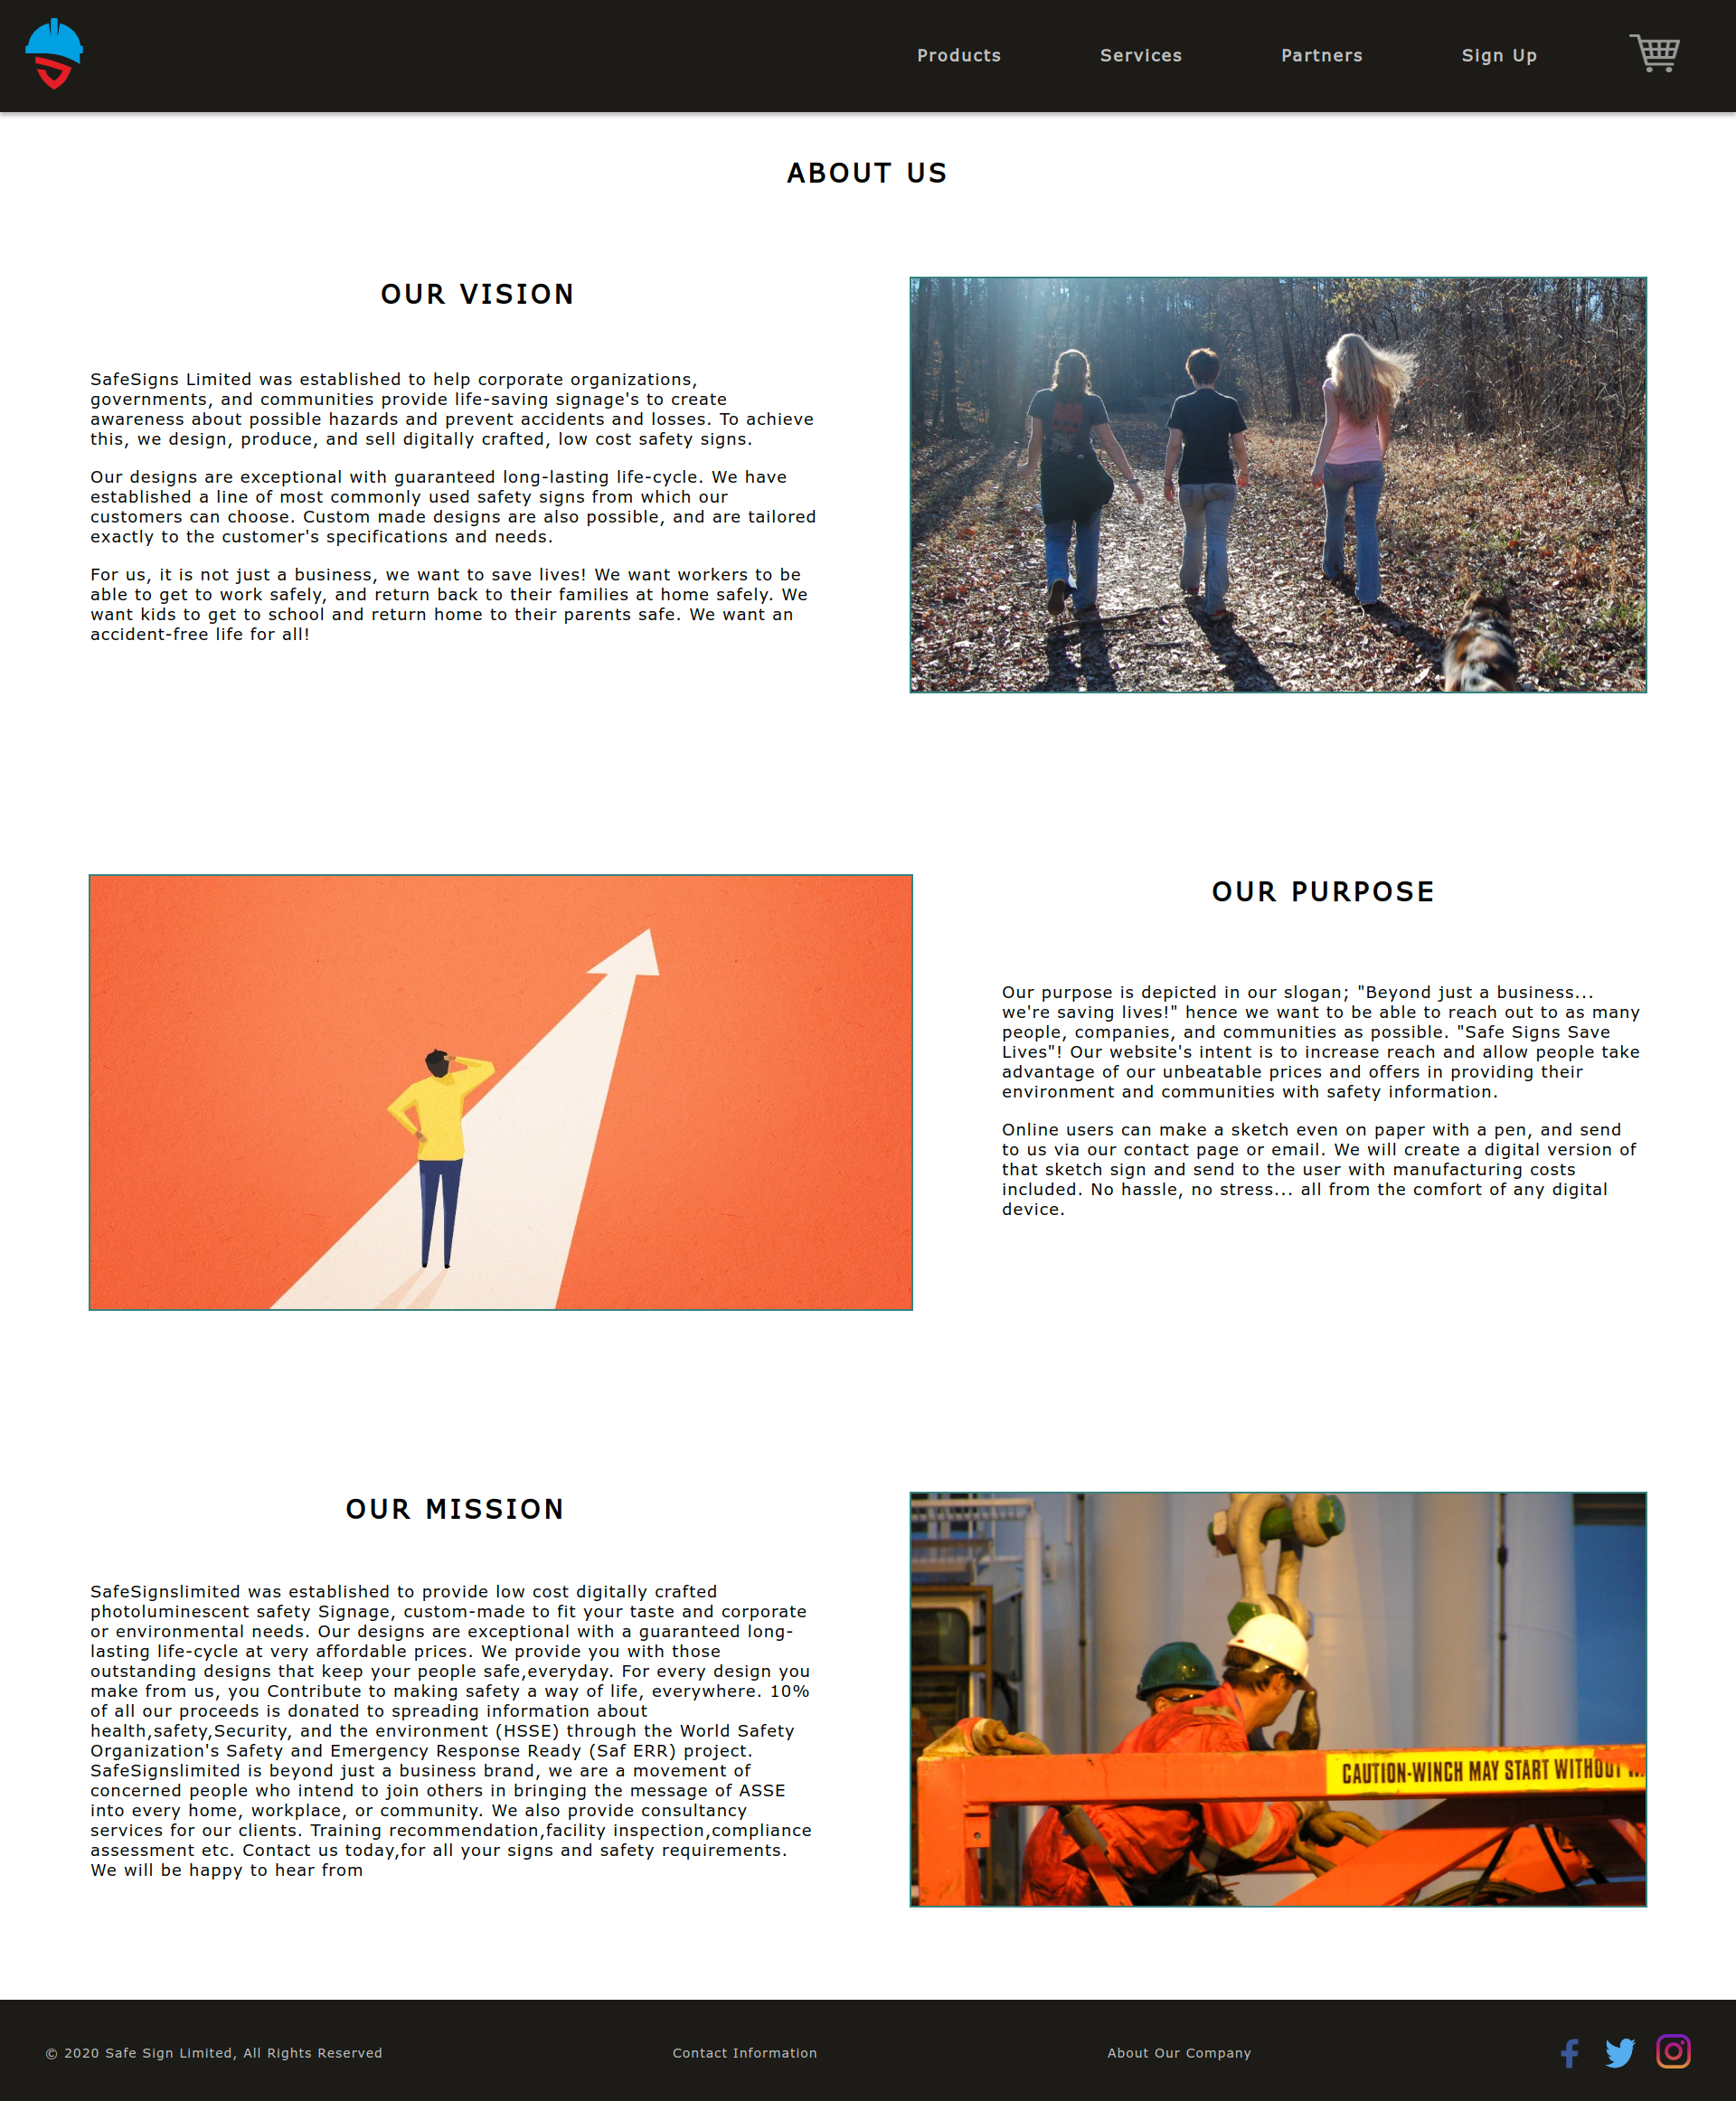 Products Services Partners Sign Up
ABOUT US
OUR VISION
SafeSigns Limited was established to help corporate organizations,
governments, and communities provide life-saving signage's to create
awareness about possible hazards and prevent accidents and losses. To achieve
this, we design, produce, and sell digitally crafted, low cost safety signs.
Our designs are exceptional with guaranteed long-lasting life-cycle. We have
established a line of most commonly used safety signs from which our
customers can choose. Custom made designs are also possible, and are tailored
exactly to the customer's specifications and needs.
For us, it is not just a business, we want to save lives! We want workers to be
able to get to work safely, and return back to their families at home safely. We
want kids to get to school and return home to their parents safe. We want an
accident-free life for all!
OUR PURPOSE
Our purpose is depicted in our slogan; "Beyond just a business...
we're saving lives!" hence we want to be able to reach out to as many
people, companies, and communities as possible. "Safe Signs Save
Lives"! Our website's intent is to increase reach and allow people take
advantage of our unbeatable prices and offers in providing their
environment and communities with safety information.
Online users can make a sketch even on paper with a pen, and send
to us via our contact page or email. We will create a digital version of
that sketch sign and send to the user with manufacturing costs
included. No hassle, no stress... all from the comfort of any digital
device.
OUR MISSION
SafeSignslimited was established to provide low cost digitally crafted
photoluminescent safety Signage, custom-made to fit your taste and corporate
or environmental needs. Our designs are exceptional with a guaranteed long-
lasting life-cycle at very affordable prices. We provide you with those
outstanding designs that keep your people safe,everyday. For every design you
make from us, you Contribute to making safety a way of life, everywhere. 10%
of all our proceeds is donated to spreading information about
health,safety,Security, and the environment (HSSE) through the World Safety
Organization's Safety and Emergency Response Ready (Saf ERR) project.
SafeSignslimited is beyond just a business brand, we are a movement of
concerned people who intend to join others in bringing the message of ASSE
into every home, workplace, or community. We also provide consultancy
services for our clients. Training recommendation,facility inspection,compliance
assessment etc. Contact us today,for all your signs and safety requirements.
We will be happy to hear from
CAUTION-WINCH MAY START WITHOUT
© 2020 Safe Sign Limited, All Rights Reserved
Contact Information
About Our Company